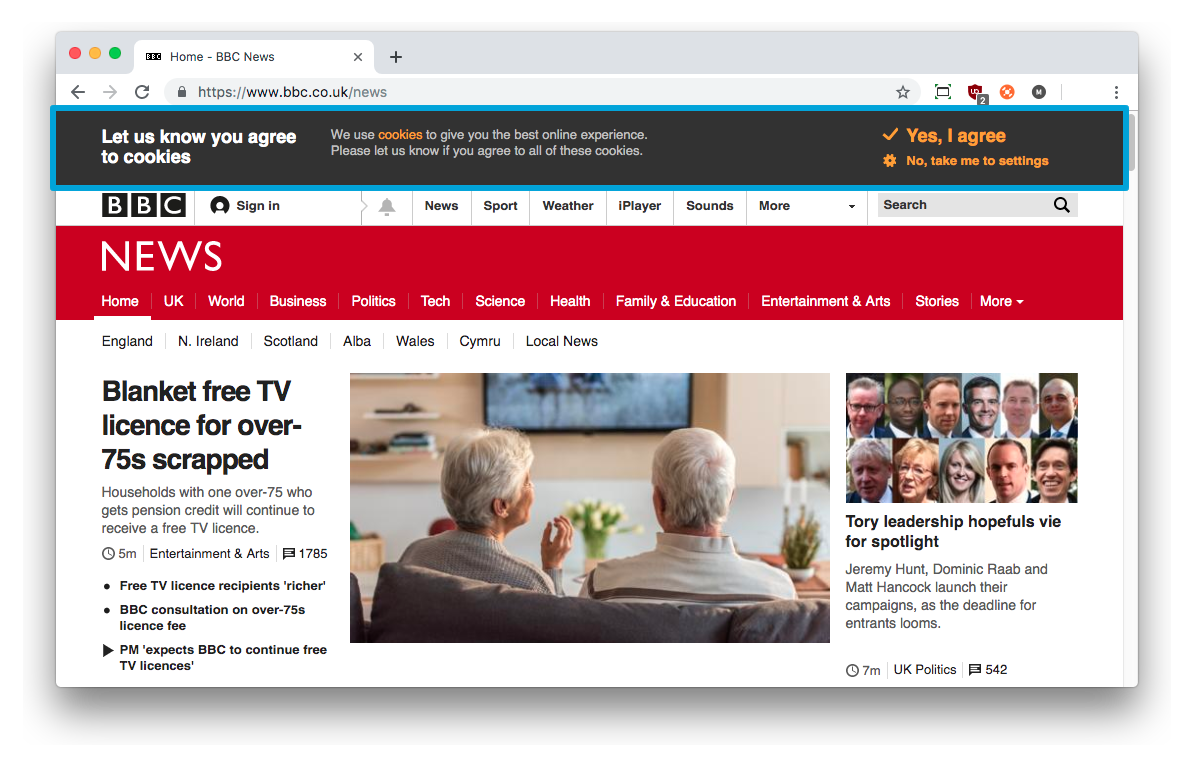 BBC
Home - BBC News
https://www.bbc.co.uk/news
2
M
Let us know you agree
to cookies
We use cookies to give you the best online experience.
Please let us know if you agree to all of these cookies.
Yes, I agree
No, take me to settings
BBC
Sign in
News
Sport
Weather
iPlayer
Sounds
More
Search
NEWS
Home
UK
World
Business
Politics
Tech
Science
Health
Family & Education
Entertainment & Arts
Stories
More
England
N. Ireland
Scotland
Alba
Wales
Cymru
Local News
Blanket free TV
licence for over-
75s scrapped
Households with one over-75 who
gets pension credit will continue to
receive a free TV licence.
5m
Entertainment & Arts
1785
Free TV licence recipients 'richer'
BBC consultation on over-75s
licence fee
PM 'expects BBC to continue free
TV licences'
Tory leadership hopefuls vie
for spotlight
Jeremy Hunt, Dominic Raab and
Matt Hancock launch their
campaigns, as the deadline for
entrants looms.
7m
UK Politics
542